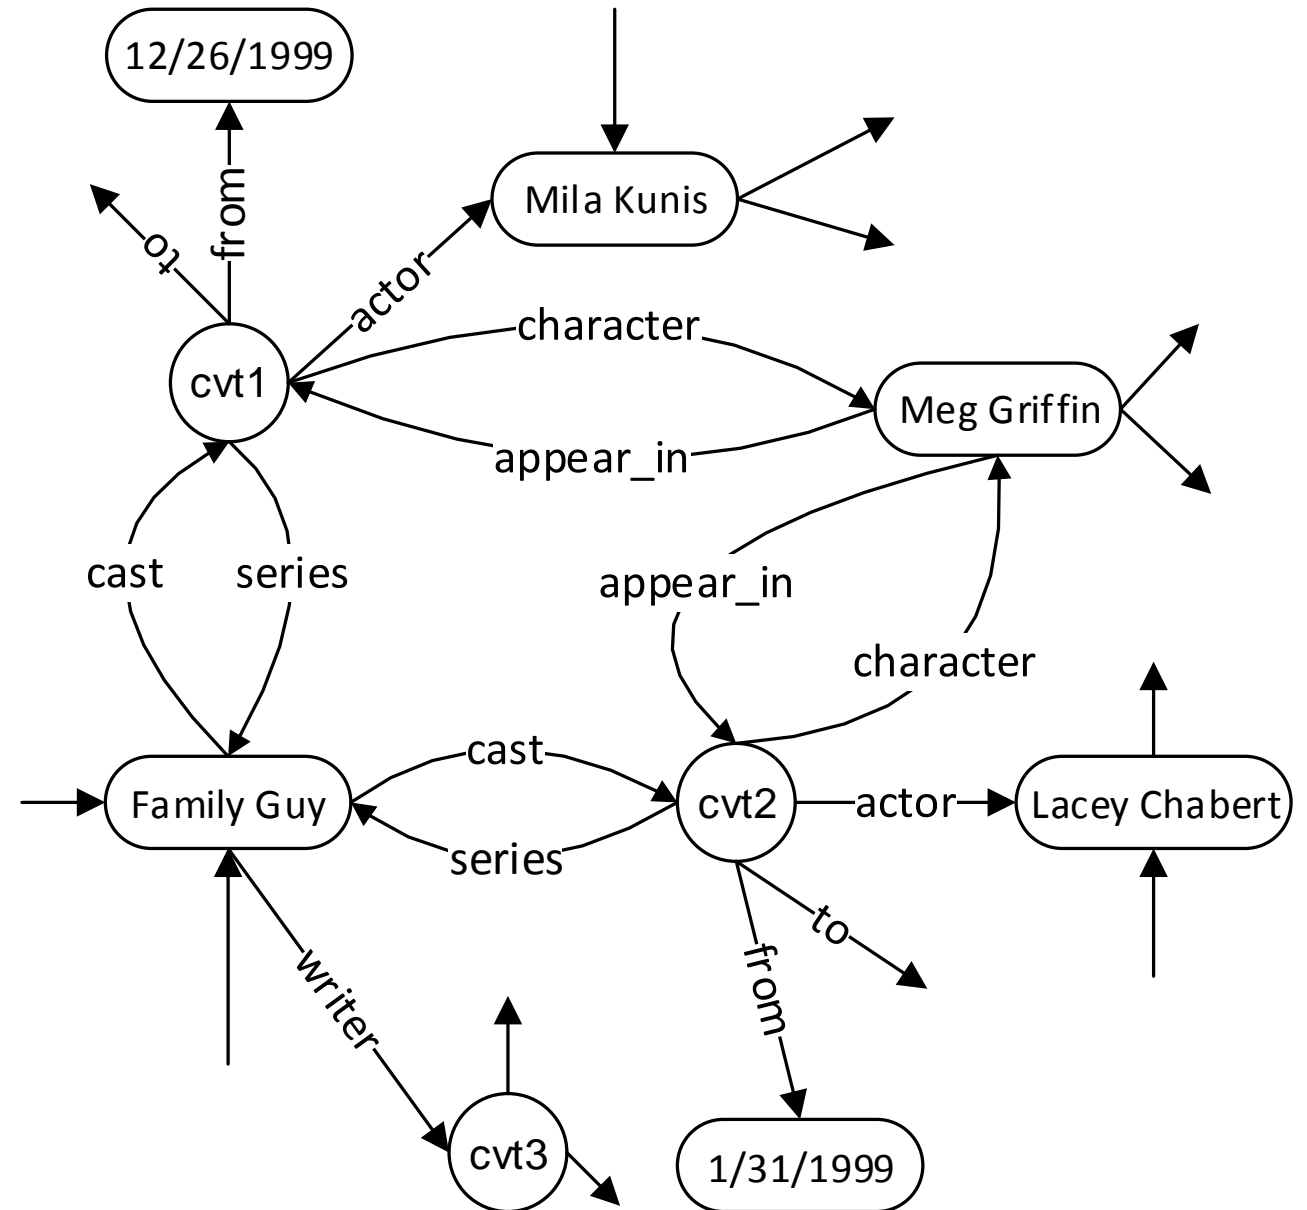 12/26/1999
from
to
Mila Kunis
actor
character
cvt1
Meg Griffin
appear_in
cast
series
appear_in
character
cast
Family Guy
cvt2
actor
Lacey Chabert
series
to
from
writer
cvt3
1/31/1999